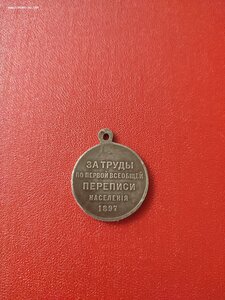 ЗА ТРУДЫ
ПО ПЕРВОЙ ВСЕОБЩЕЙ
ПЕРЕПИСИ
НАСЕЛЕНІЯ
1897